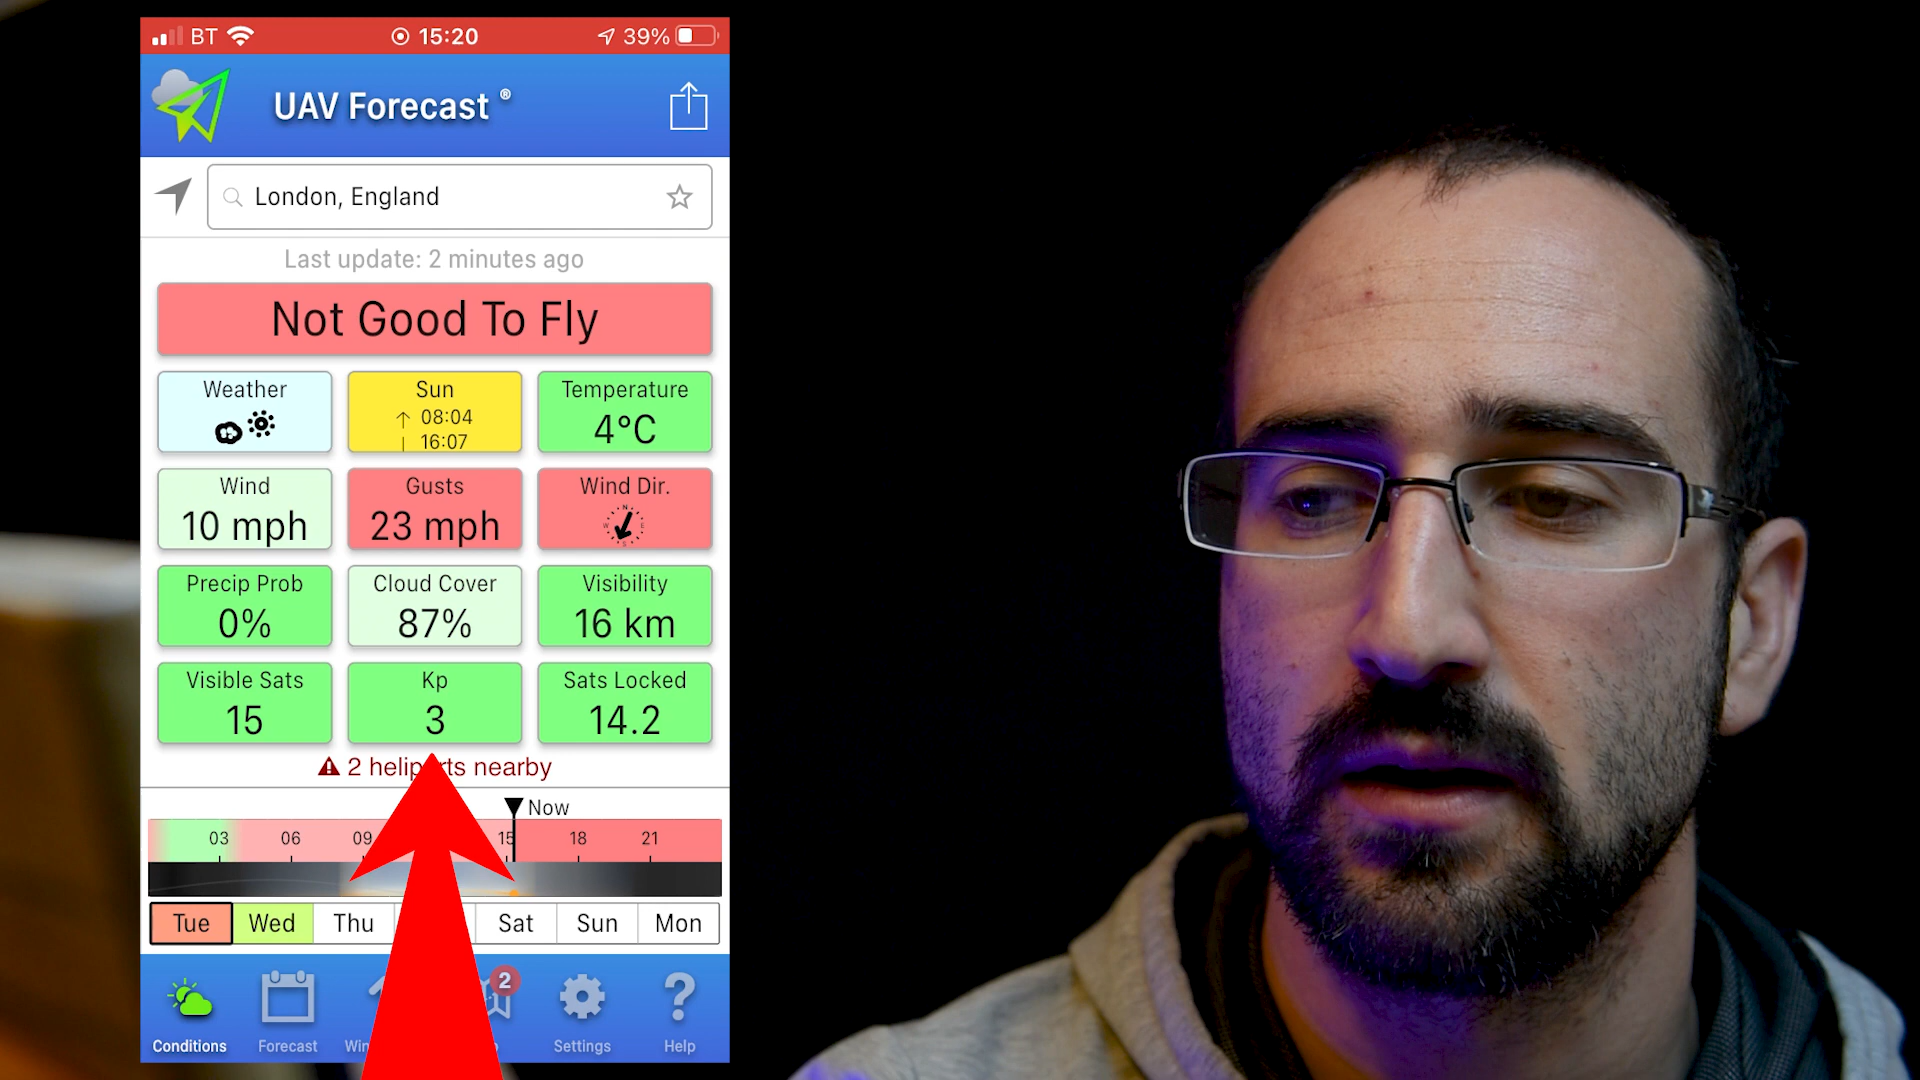 BT 15:20 39%
UAV Forecast ®
London, England
Last update: 2 minutes ago
Not Good To Fly
Weather Sun Temperature
08:04
16:07
4°C
Wind Gusts Wind Dir.
10 mph 23 mph
N
Precip Prob Cloud Cover Visibility
0% 87% 16 km
Visible Sats Kp Sats Locked
15 3 14.2
2 heliports nearby
Now
03 06 09 15 18 21
Tue Wed Thu Sat Sun Mon
2
?
Conditions Forecast Settings Help